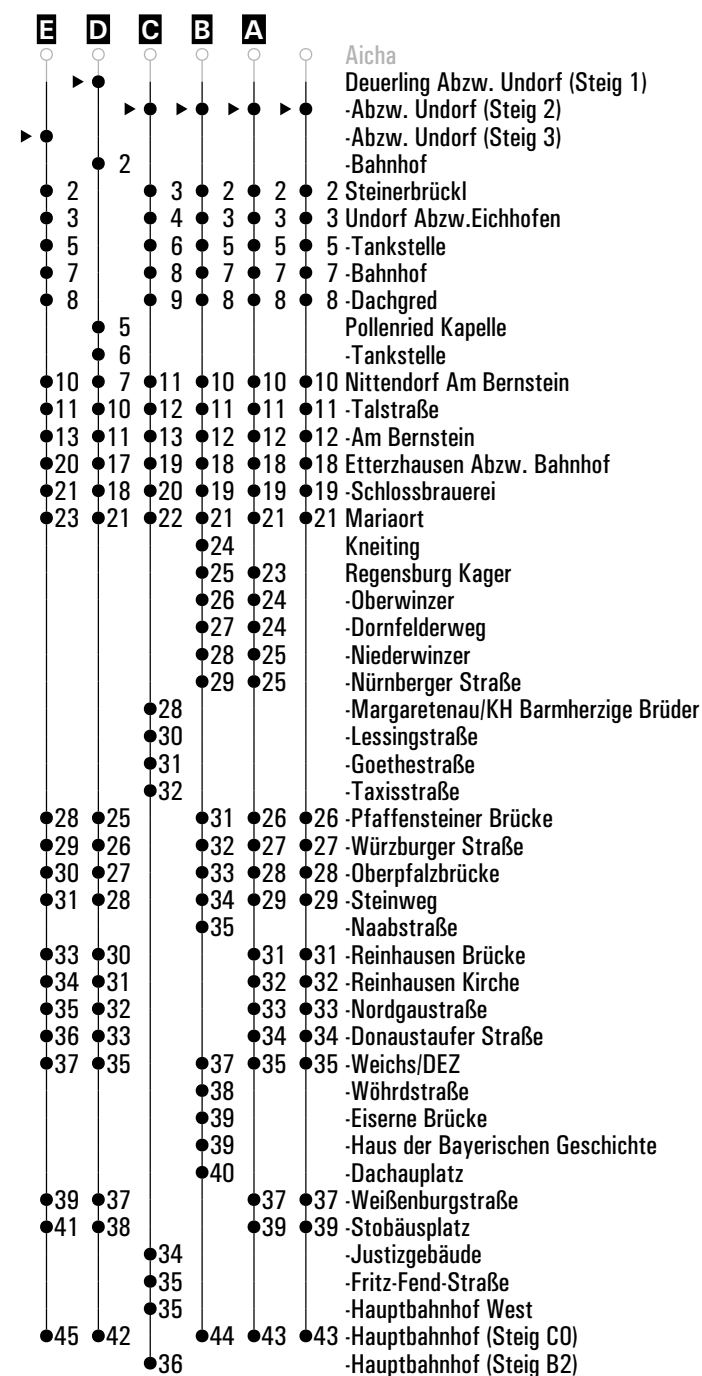 E D C B A
Aicha
Deuerling Abzw. Undorf (Steig 1)
-Abzw. Undorf (Steig 2)
-Abzw. Undorf (Steig 3)
2 -Bahnhof
2 3 2 2 2 Steinerbrückl
3 4 3 3 3 Undorf Abzw.Eichhofen
5 6 5 5 5 -Tankstelle
7 8 7 7 7 -Bahnhof
8 9 8 8 8 -Dachgred
5 Pollenried Kapelle
6 -Tankstelle
10 7 11 10 10 10 Nittendorf Am Bernstein
11 10 12 11 11 11 -Talstraße
13 11 13 12 12 12 -Am Bernstein
20 17 19 18 18 18 Etterzhausen Abzw. Bahnhof
21 18 20 19 19 19 -Schlossbrauerei
23 21 22 21 21 21 Mariaort
24 Kneiting
25 23 Regensburg Kager
26 24 -Oberwinzer
27 24 -Dornfelderweg
28 25 -Niederwinzer
29 25 -Nürnberger Straße
28 -Margaretenau/KH Barmherzige Brüder
30 -Lessingstraße
31 -Goethestraße
32 -Taxisstraße
28 25 31 26 26 -Pfaffensteiner Brücke
29 26 32 27 27 -Würzburger Straße
30 27 33 28 28 -Oberpfalzbrücke
31 28 34 29 29 -Steinweg
35 -Naabstraße
33 30 31 31 -Reinhausen Brücke
34 31 32 32 -Reinhausen Kirche
35 32 33 33 -Nordgaustraße
36 33 34 34 -Donaustaufer Straße
37 35 37 35 35 -Weichs/DEZ
38 -Wöhrdstraße
39 -Eiserne Brücke
39 -Haus der Bayerischen Geschichte
40 -Dachauplatz
39 37 37 37 -Weißenburgstraße
41 38 39 39 -Stobäusplatz
34 -Justizgebäude
35 -Fritz-Fend-Straße
35 -Hauptbahnhof West
45 42 44 43 43 -Hauptbahnhof (Steig C0)
36 -Hauptbahnhof (Steig B2)